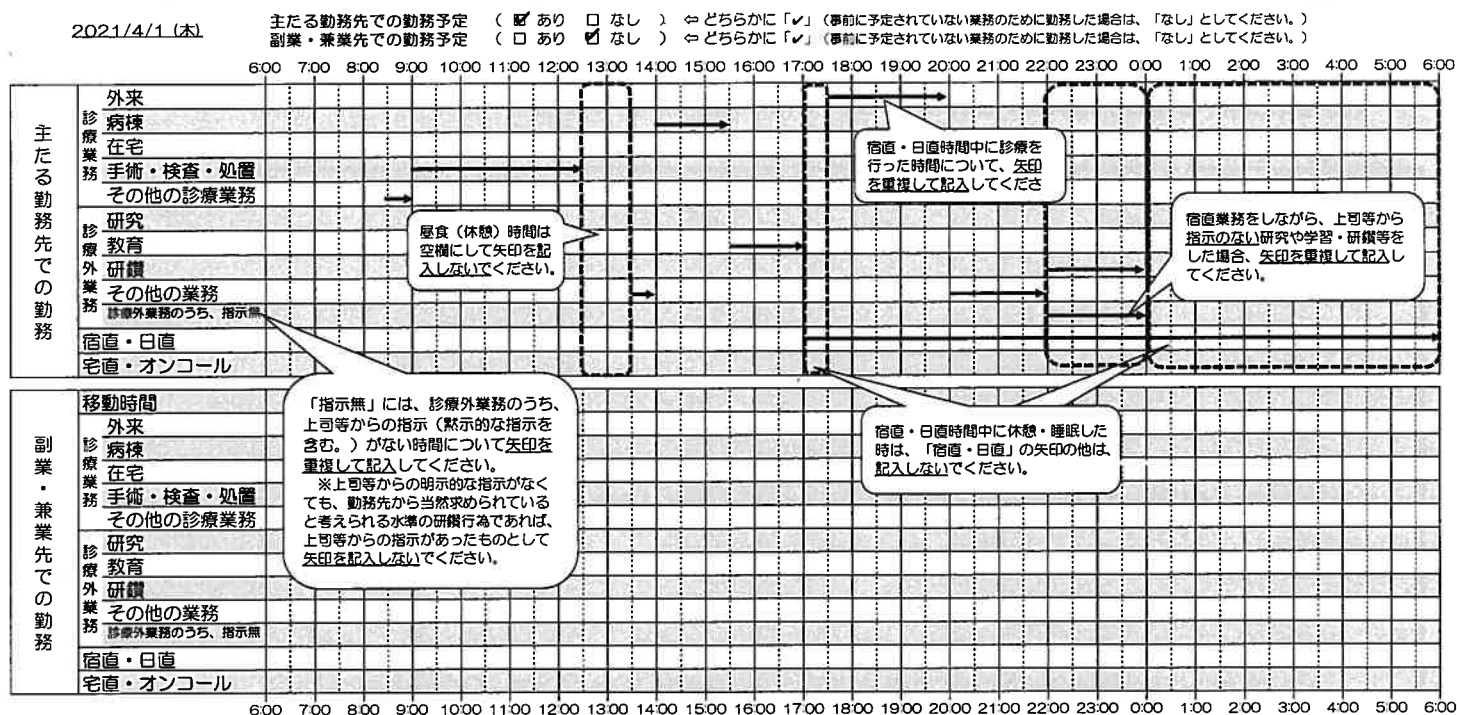 2021/4/1 (木)
主たる勤務先での勤務予定 ( ☑ あり □ なし ) ⇦ どちらかに「✔」(事前に予定されていない業務のために勤務した場合は、「なし」としてください。)
副業・兼業先での勤務予定 ( □ あり ☑ なし ) ⇦ どちらかに「✔」(事前に予定されていない業務のために勤務した場合は、「なし」としてください。)
6:00 7:00 8:00 9:00 10:00 11:00 12:00 13:00 14:00 15:00 16:00 17:00 18:00 19:00 20:00 21:00 22:00 23:00 0:00 1:00 2:00 3:00 4:00 5:00 6:00
主たる勤務先での勤務
診療業務
外来
病棟
在宅
手術・検査・処置
その他の診療業務
診療外業務
研究
教育
研鑽
その他の業務
診療外業務のうち、指示無
宿直・日直
宅直・オンコール
宿直・日直時間中に診療を
行った時間について、矢印
を重複して記入してくださ
昼食(休憩)時間は
空欄にして矢印を記
入しないでください。
宿直業務をしながら、上司等から
指示のない研究や学習・研鑽等を
した場合、矢印を重複して記入し
てください。
「指示無」には、診療外業務のうち、
上司等からの指示(黙示的な指示を
含む。)がない時間について矢印を
重複して記入してください。
※上司等からの明示的な指示がなく
ても、勤務先から当然求められている
と考えられる水準の研鑽行為であれば、
上司等からの指示があったものとして
矢印を記入しないでください。
宿直・日直時間中に休憩・睡眠した
時は、「宿直・日直」の矢印の他は、
記入しないでください。
副業・兼業先での勤務
移動時間
診療業務
外来
病棟
在宅
手術・検査・処置
その他の診療業務
診療外業務
研究
教育
研鑽
その他の業務
診療外業務のうち、指示無
宿直・日直
宅直・オンコール
6:00 7:00 8:00 9:00 10:00 11:00 12:00 13:00 14:00 15:00 16:00 17:00 18:00 19:00 20:00 21:00 22:00 23:00 0:00 1:00 2:00 3:00 4:00 5:00 6:00